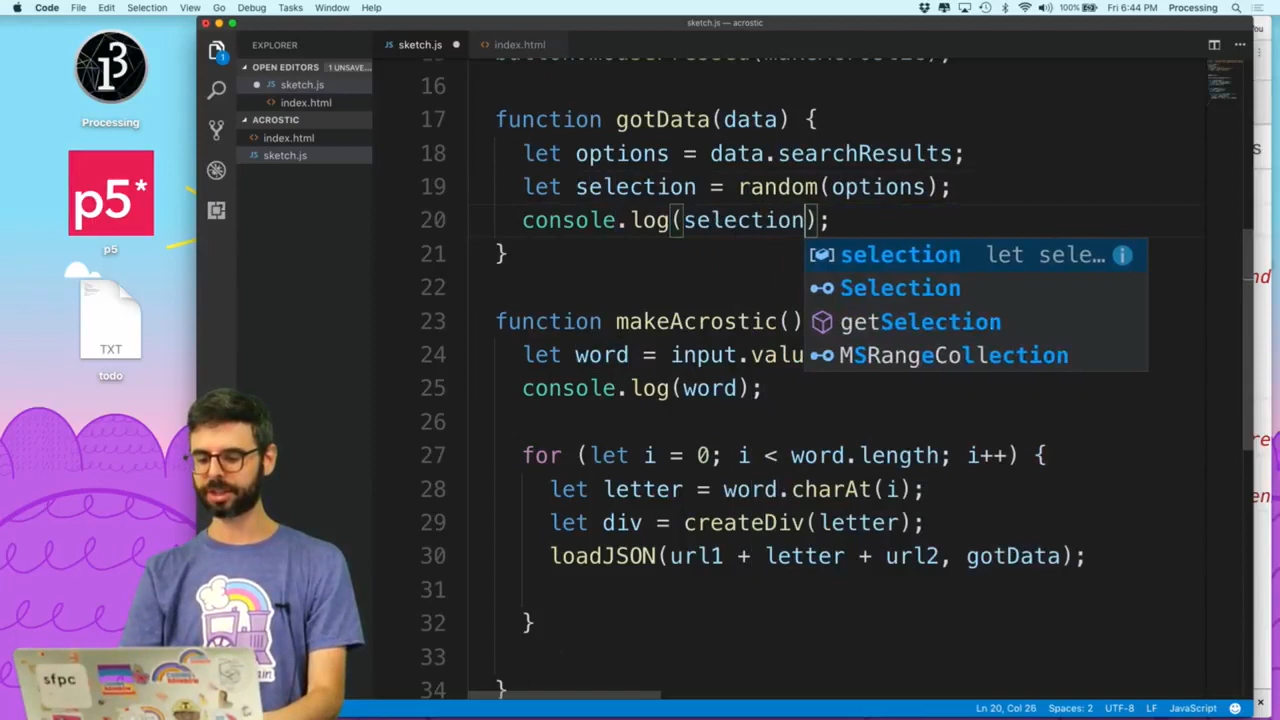 Code File Edit Selection View Go Debug Tasks Window Help
100% Fri 6:44 PM Processing
sketch.js — acrostic
EXPLORER
sketch.js
index.html
OPEN EDITORS 1 UNSAVE...
sketch.js
index.html
ACROSTIC
index.html
sketch.js
Processing
p5*
p5
TXT
todo
16
17 function gotData(data) {
18 let options = data.searchResults;
19 let selection = random(options);
20 console.log(selection);
21 }
selection let sele...
Selection
getSelection
MSRangeCollection
22
23 function makeAcrostic()
24 let word = input.valu
25 console.log(word);
26
27 for (let i = 0; i < word.length; i++) {
28 let letter = word.charAt(i);
29 let div = createDiv(letter);
30 loadJSON(url1 + letter + url2, gotData);
31
32 }
33
34 }
sfpc
Ln 20, Col 26 Spaces: 2 UTF-8 LF JavaScript